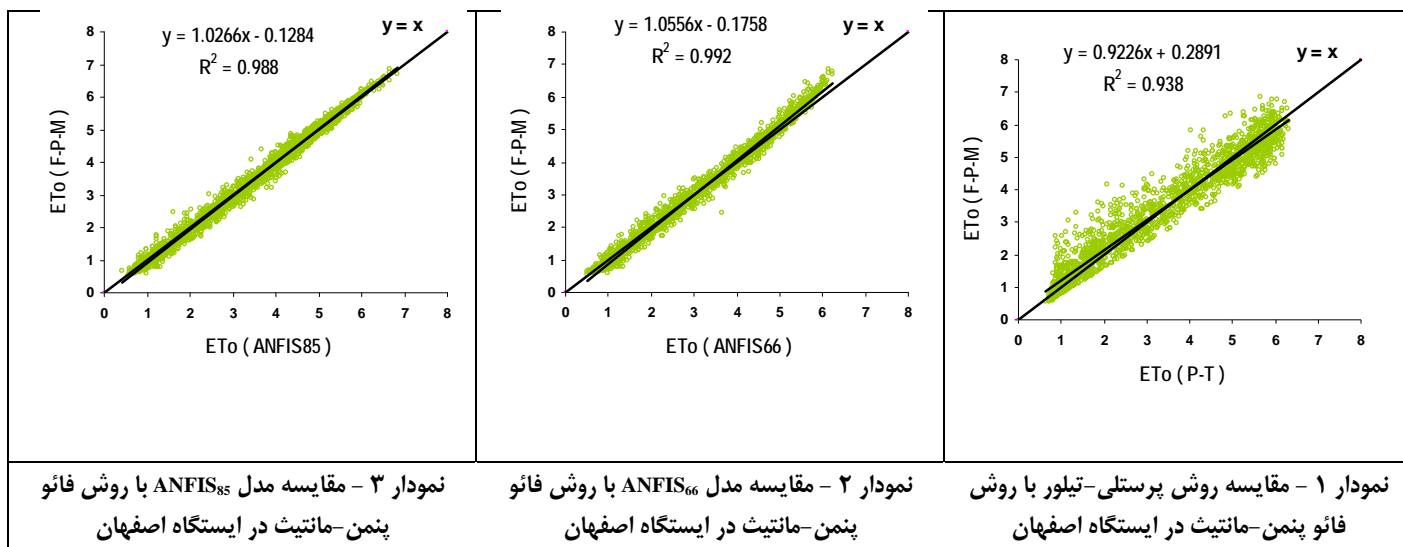 y = 0.9226x + 0.2891
R² = 0.938
y = x
ETo ( F-P-M)
8
7
6
5
4
3
2
1
0
0 1 2 3 4 5 6 7 8
ETo ( P-T )
نمودار ۱ – مقایسه روش پرستلی-تیلور با روش
فائو پنمن-مانتیث در ایستگاه اصفهان
y = 1.0556x - 0.1758
R² = 0.992
y = x
ETo ( F-P-M)
8
7
6
5
4
3
2
1
0
0 1 2 3 4 5 6 7 8
ETo ( ANFIS66 )
نمودار ۲ – مقایسه مدل ANFIS₆₆ با روش فائو
پنمن-مانتیث در ایستگاه اصفهان
y = 1.0266x - 0.1284
R² = 0.988
y = x
ETo ( F-P-M)
8
7
6
5
4
3
2
1
0
0 1 2 3 4 5 6 7 8
ETo ( ANFIS85 )
نمودار ۳ – مقایسه مدل ANFIS₈₅ با روش فائو
پنمن-مانتیث در ایستگاه اصفهان